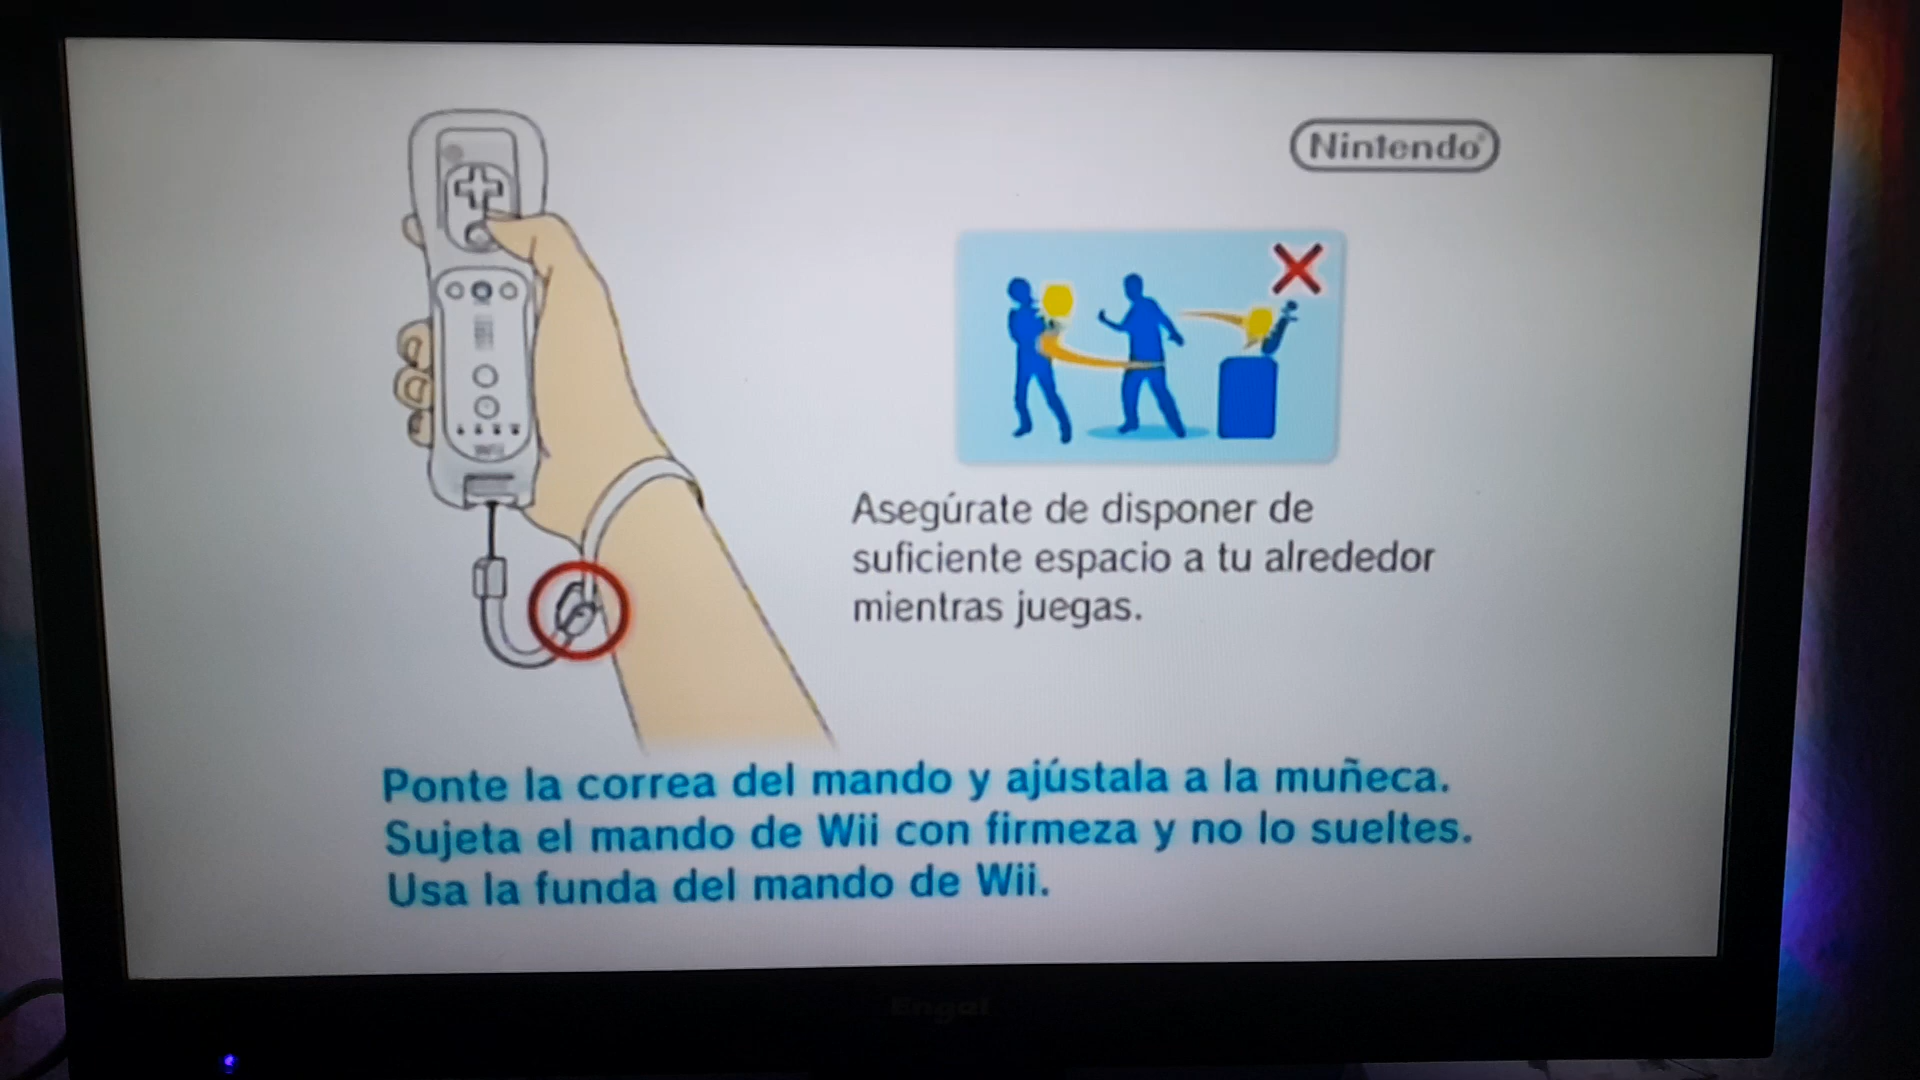 Nintendo
Asegúrate de disponer de
suficiente espacio a tu alrededor
mientras juegas.
Ponte la correa del mando y ajústala a la muñeca.
Sujeta el mando de Wii con firmeza y no lo sueltes.
Usa la funda del mando de Wii.
Engel